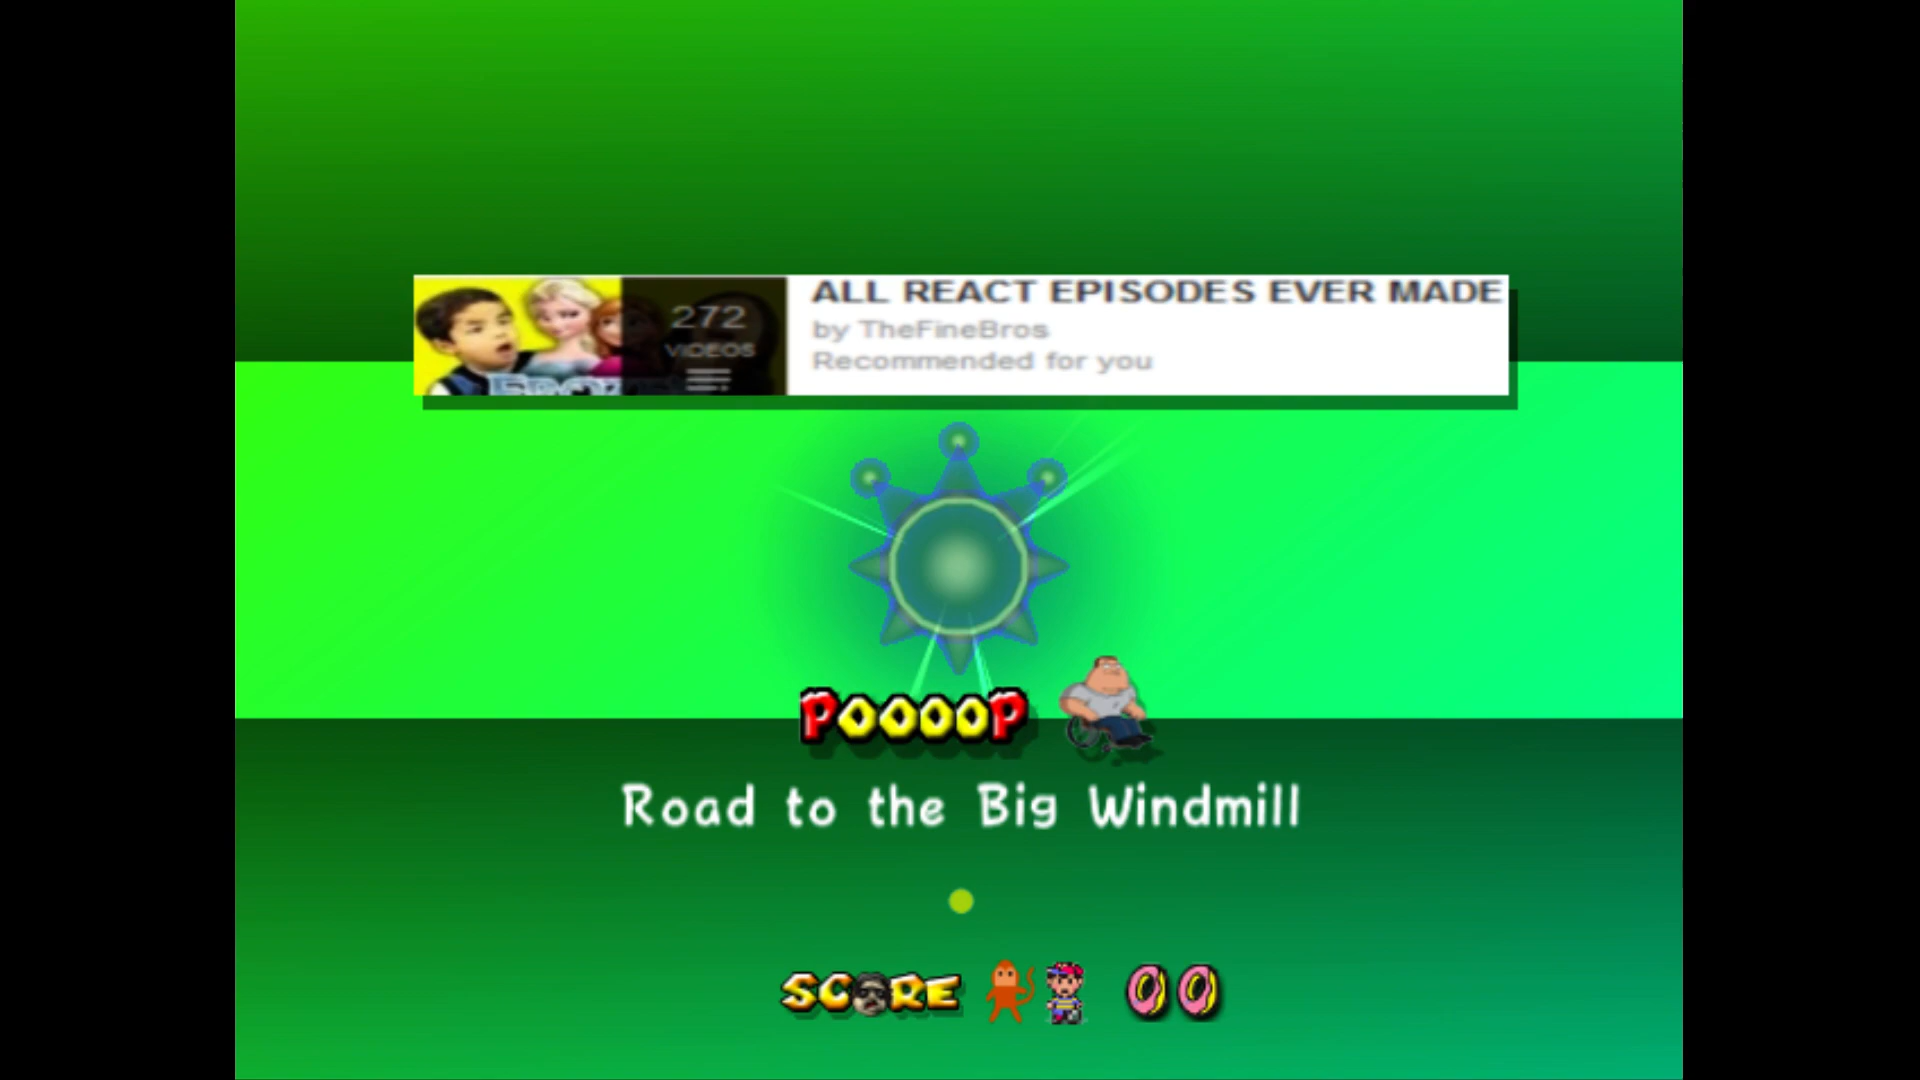 272
VIDEOS
ALL REACT EPISODES EVER MADE
by TheFineBros
Recommended for you
POOOOP
Road to the Big Windmill
SCORE 00